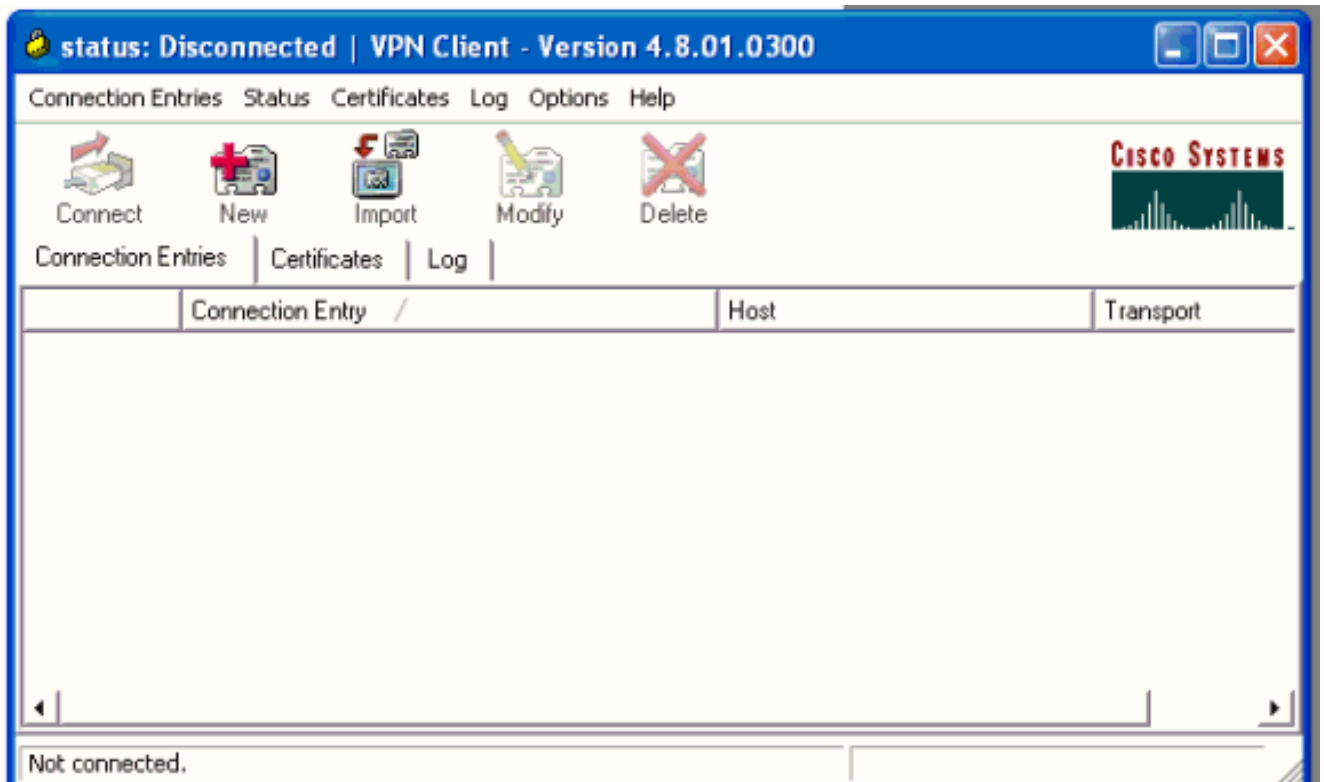 status: Disconnected | VPN Client - Version 4.8.01.0300
Connection Entries Status Certificates Log Options Help
CISCO SYSTEMS
Connect New Import Modify Delete
Connection Entries Certificates Log
Connection Entry Host Transport
Not connected.